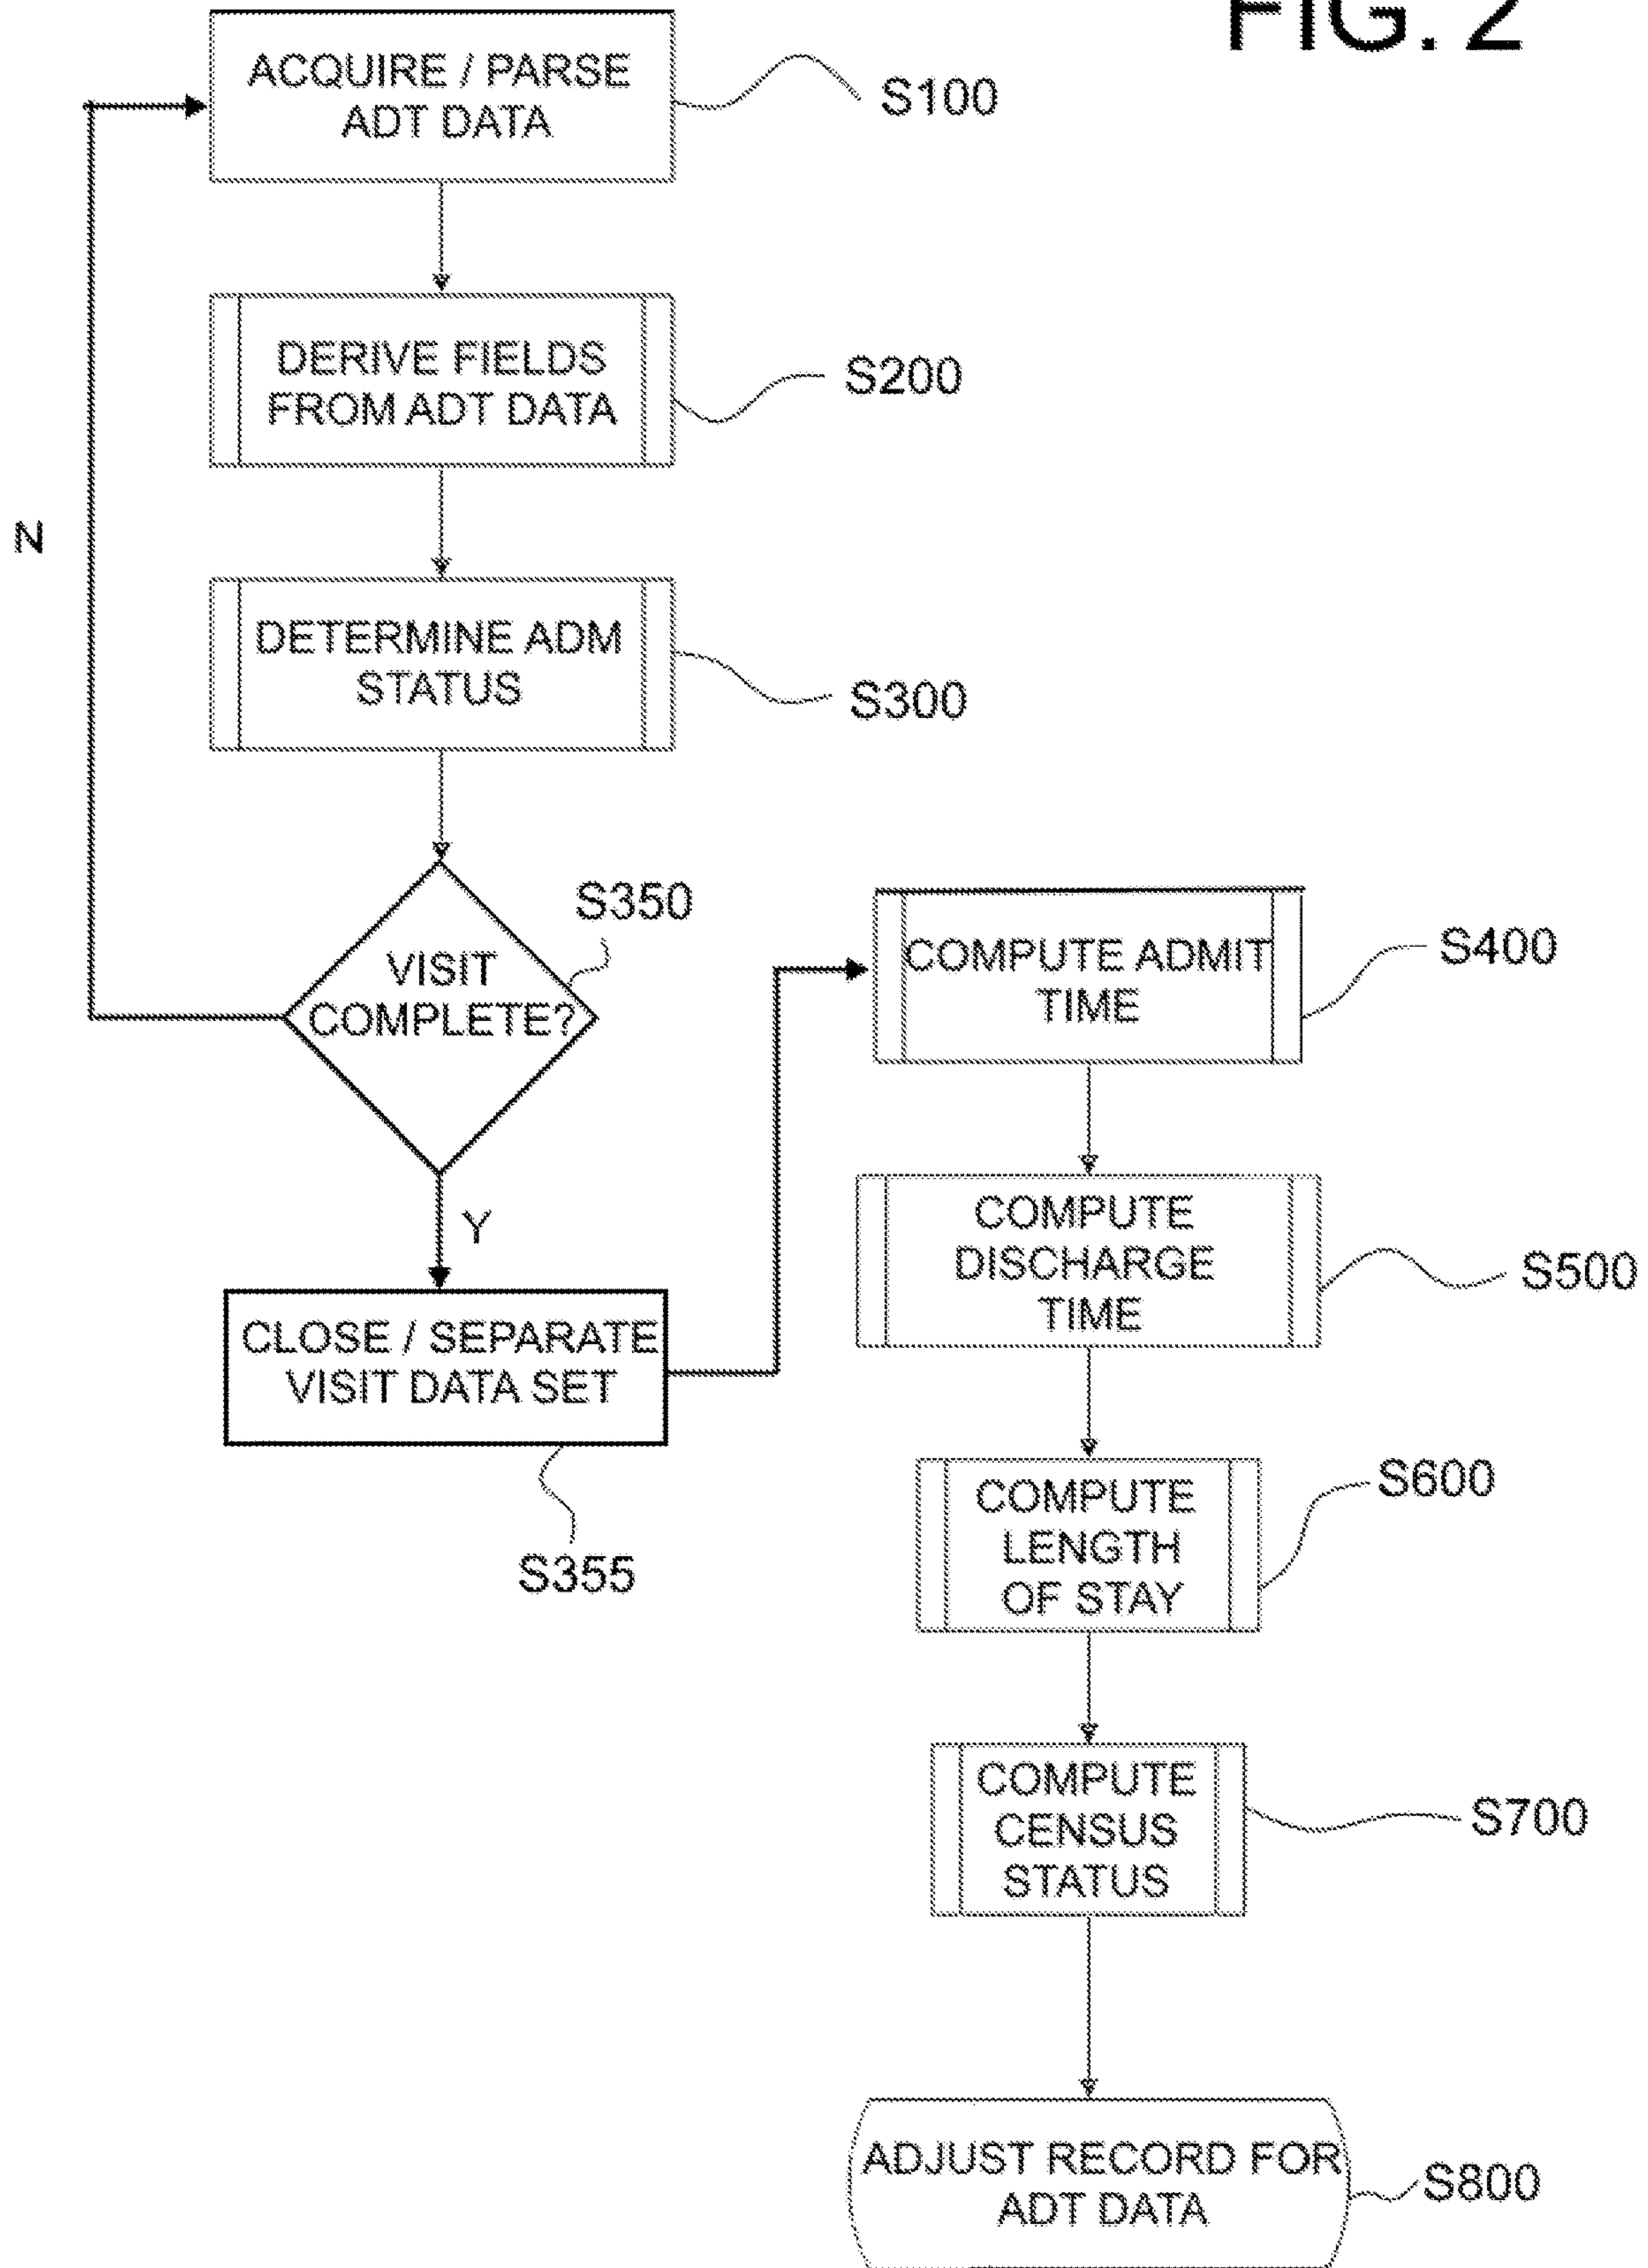 FIG. 2
ACQUIRE / PARSE
ADT DATA
S100
DERIVE FIELDS
FROM ADT DATA
S200
N
DETERMINE ADM
STATUS
S300
VISIT
COMPLETE?
S350
Y
CLOSE / SEPARATE
VISIT DATA SET
S355
COMPUTE ADMIT
TIME
S400
COMPUTE
DISCHARGE
TIME
S500
COMPUTE
LENGTH
OF STAY
S600
COMPUTE
CENSUS
STATUS
S700
ADJUST RECORD FOR
ADT DATA
S800